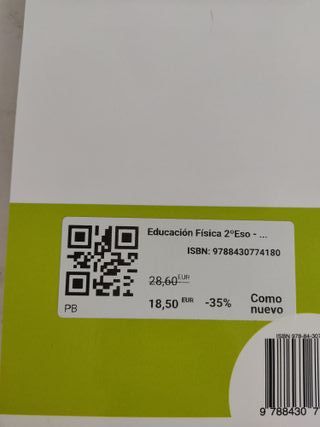 Educación Física 2ºEso - ...
ISBN: 9788430774180
28,60 EUR
18,50 EUR -35% Como nuevo
PB
ISBN 978-84-307
9 788430 7